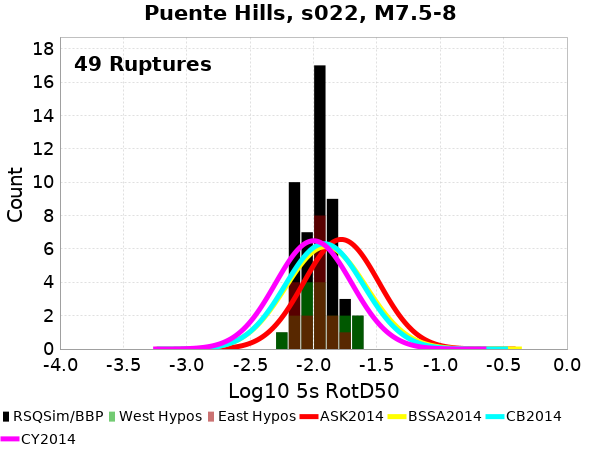 Puente Hills, s022, M7.5-8
49 Ruptures
18
16
14
12
10
8
6
4
2
0
Count
-4.0 -3.5 -3.0 -2.5 -2.0 -1.5 -1.0 -0.5 0.0
Log10 5s RotD50
RSQSim/BBP West Hypos East Hypos ASK2014 BSSA2014 CB2014
CY2014